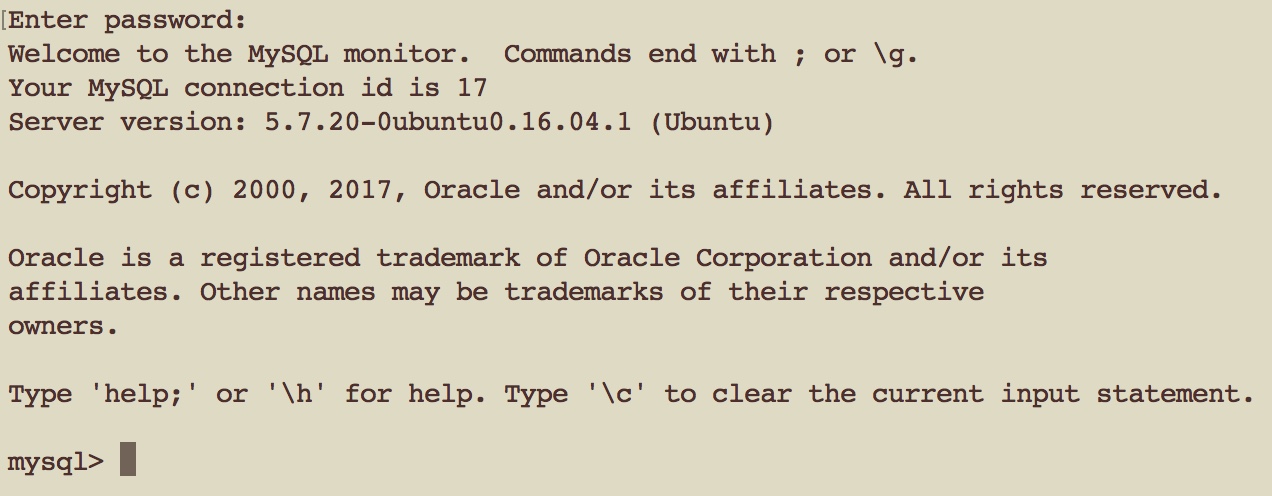 [Enter password:
Welcome to the MySQL monitor.  Commands end with ; or \g.
Your MySQL connection id is 17
Server version: 5.7.20-0ubuntu0.16.04.1 (Ubuntu)
Copyright (c) 2000, 2017, Oracle and/or its affiliates. All rights reserved.
Oracle is a registered trademark of Oracle Corporation and/or its
affiliates. Other names may be trademarks of their respective
owners.
Type 'help;' or '\h' for help. Type '\c' to clear the current input statement.
mysql>